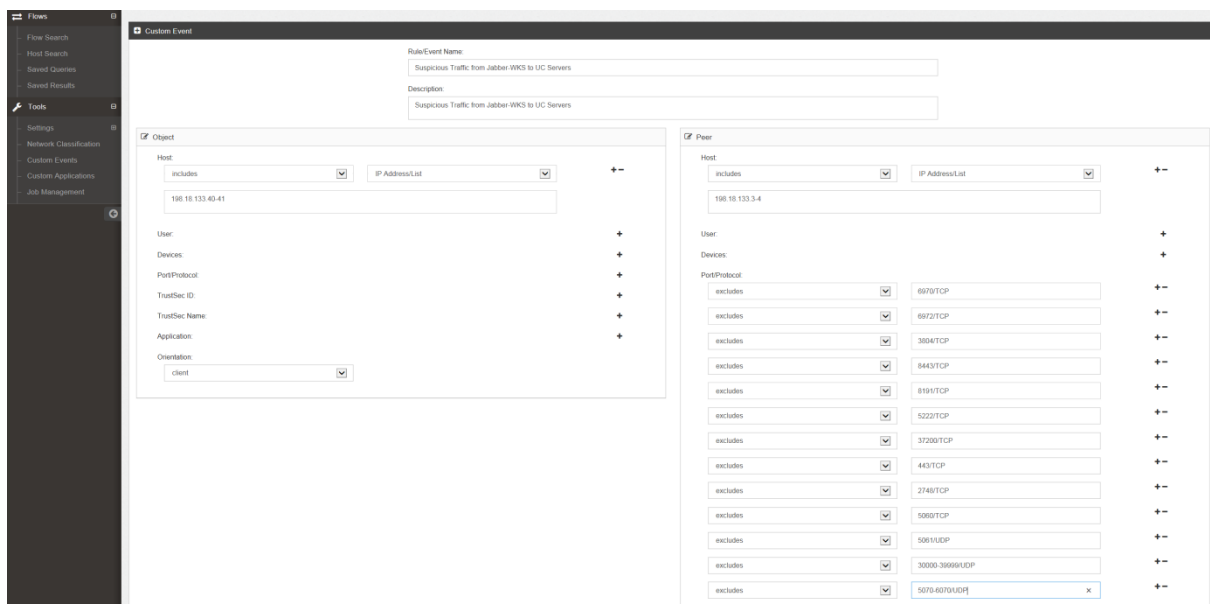 Flows
Flow Search
Host Search
Saved Queries
Saved Results
Tools
Settings
Network Classification
Custom Events
Custom Applications
Job Management
Custom Event
Rule/Event Name:
Suspicious Traffic from Jabber-WKS to UC Servers
Description:
Suspicious Traffic from Jabber-WKS to UC Servers
Object
Host:
includes IP Address/List
198.18.133.40-41
User:
Devices:
Port/Protocol:
TrustSec ID:
TrustSec Name:
Application:
Orientation:
client
Peer
Host:
includes IP Address/List
198.18.133.3-4
User:
Devices:
Port/Protocol:
excludes 6970/TCP
excludes 6972/TCP
excludes 3804/TCP
excludes 8443/TCP
excludes 8191/TCP
excludes 5222/TCP
excludes 37200/TCP
excludes 443/TCP
excludes 2748/TCP
excludes 5060/TCP
excludes 5061/UDP
excludes 30000-39999/UDP
excludes 5070-6070/UDP